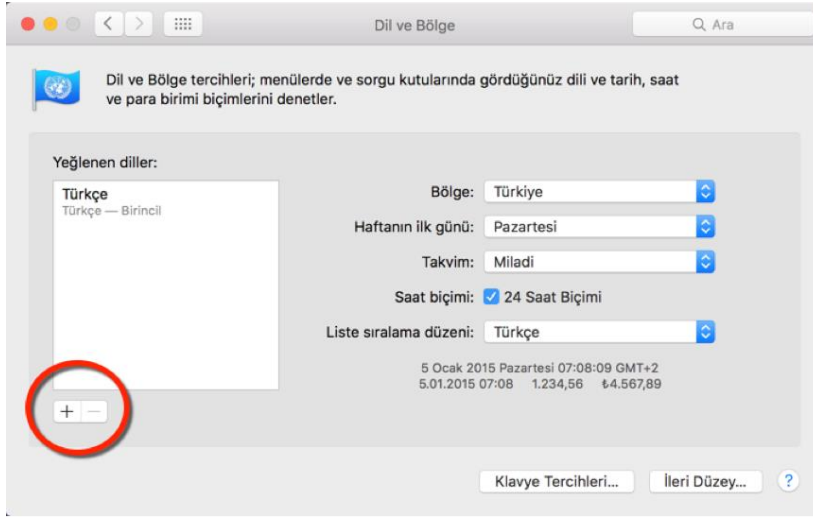 Dil ve Bölge
Ara
Dil ve Bölge tercihleri; menülerde ve sorgu kutularında gördüğünüz dili ve tarih, saat
ve para birimi biçimlerini denetler.
Yeğlenen diller:
Türkçe
Türkçe — Birincil
Bölge: Türkiye
Haftanın ilk günü: Pazartesi
Takvim: Miladi
Saat biçimi: 24 Saat Biçimi
Liste sıralama düzeni: Türkçe
5 Ocak 2015 Pazartesi 07:08:09 GMT+2
5.01.2015 07:08 1.234,56 ₺4.567,89
+ −
Klavye Tercihleri... İleri Düzey... ?